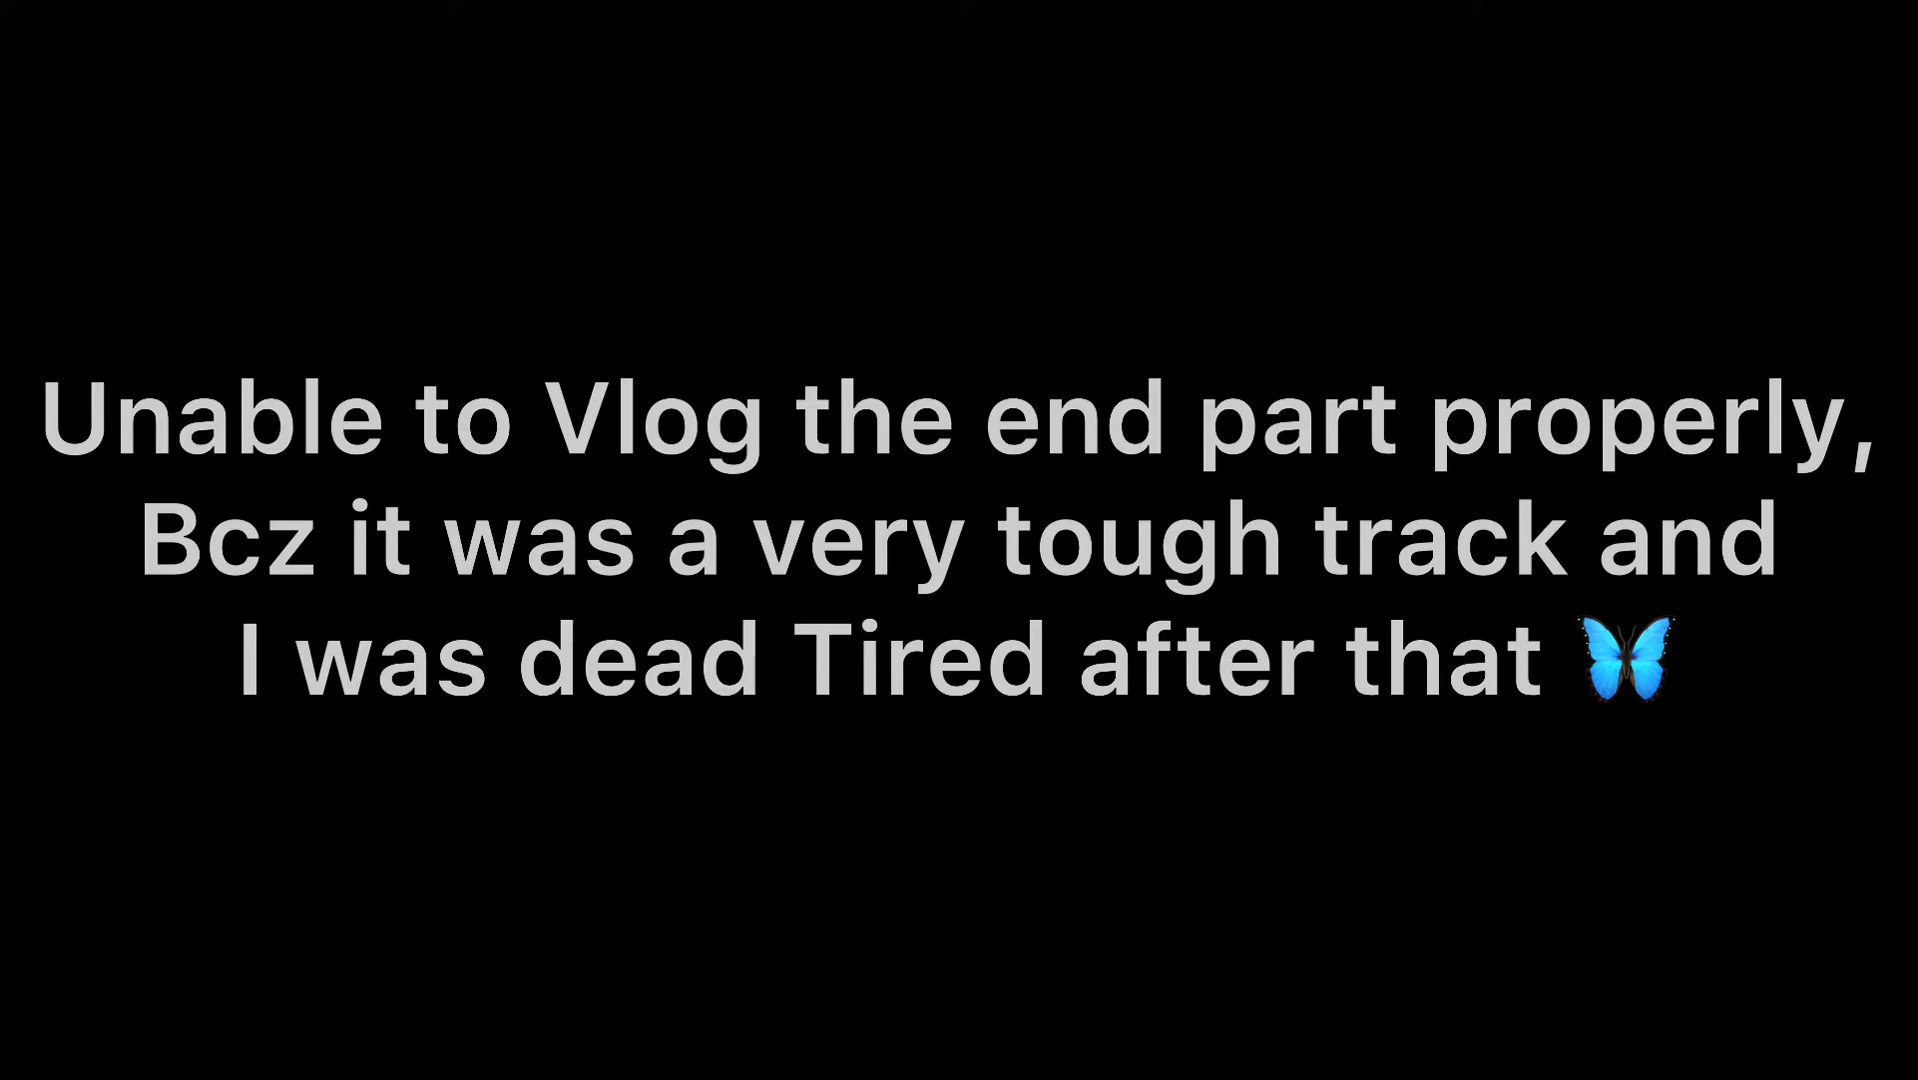 Unable to Vlog the end part properly,
Bcz it was a very tough track and
I was dead Tired after that 🦋